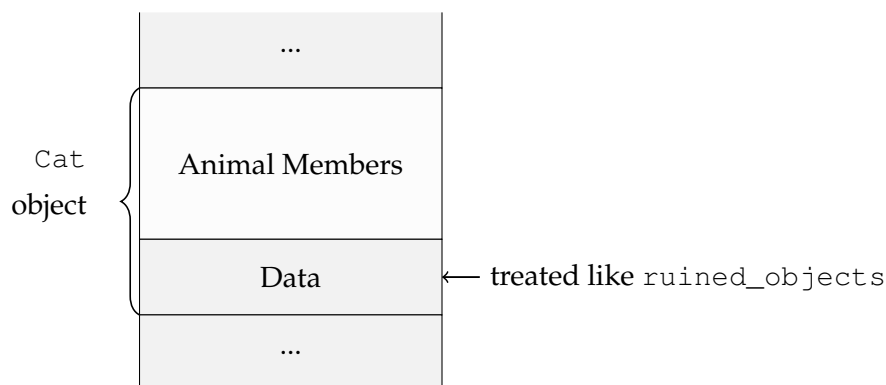 ...
Cat
object
Animal Members
Data
treated like ruined_objects
...